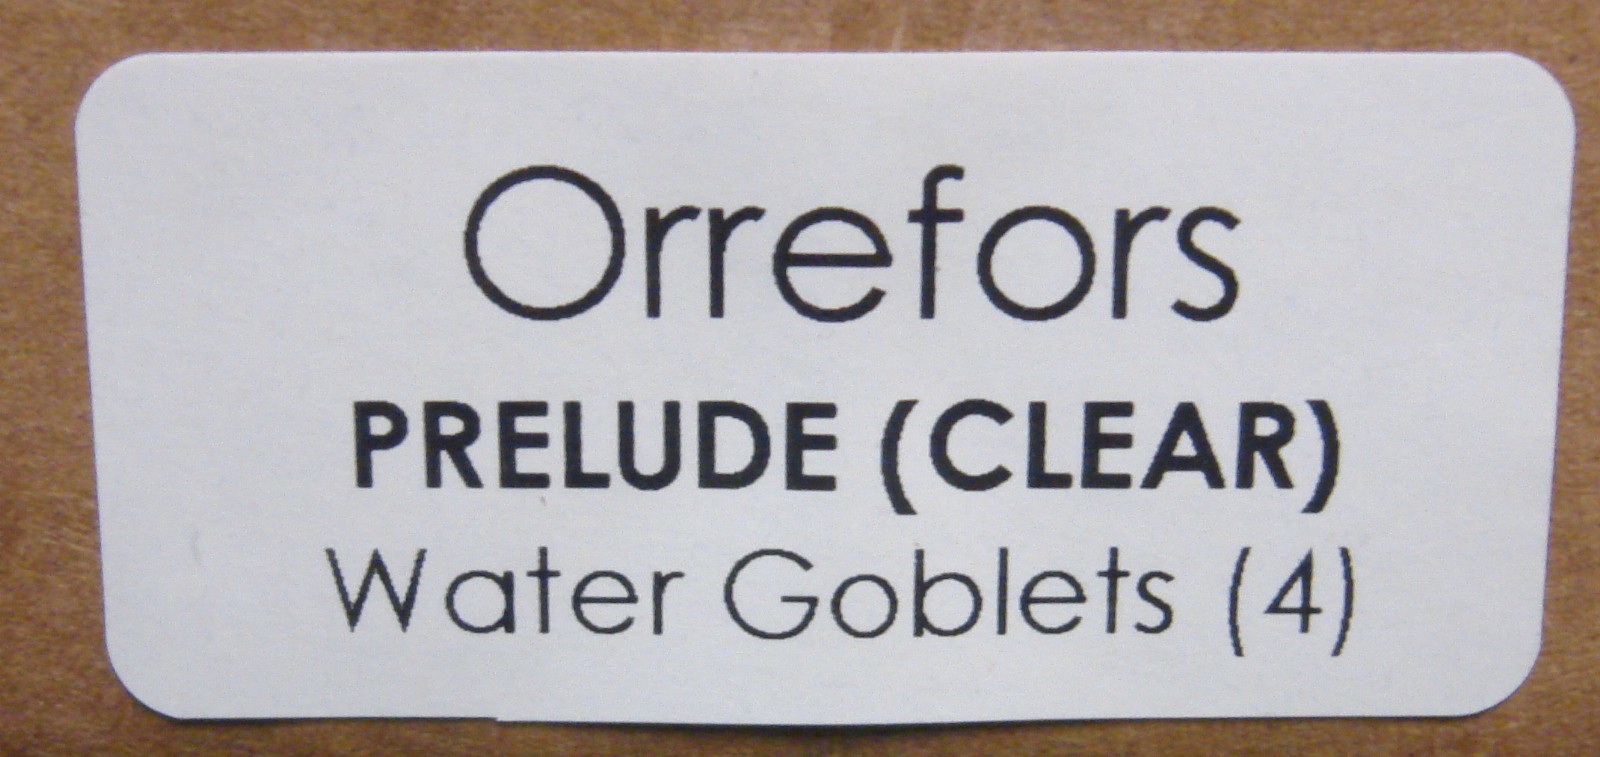 Orrefors
PRELUDE (CLEAR)
Water Goblets (4)